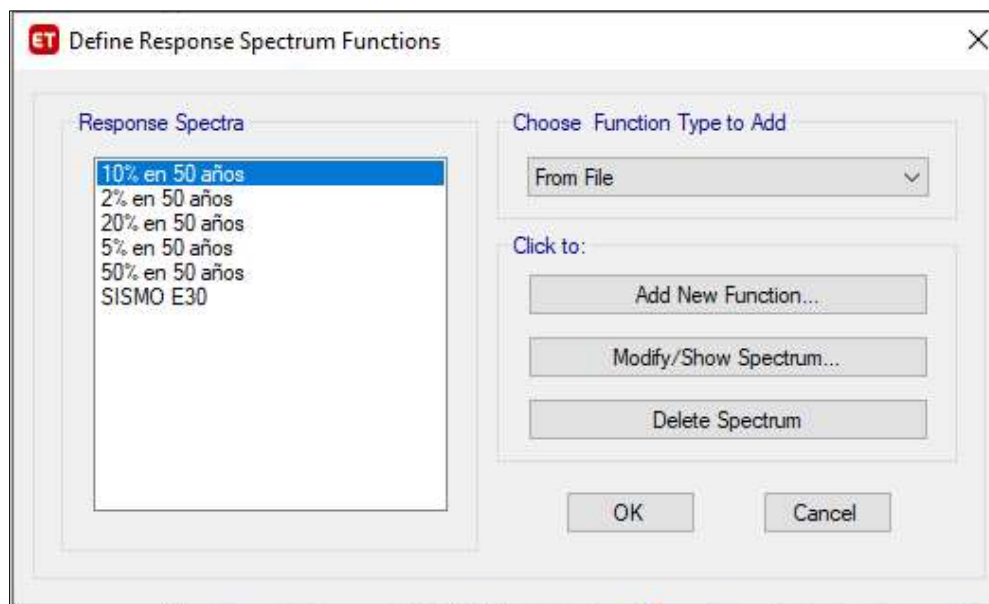 ET Define Response Spectrum Functions
Response Spectra
10% en 50 años
2% en 50 años
20% en 50 años
5% en 50 años
50% en 50 años
SISMO E30
Choose Function Type to Add
From File
Click to:
Add New Function...
Modify/Show Spectrum...
Delete Spectrum
OK
Cancel